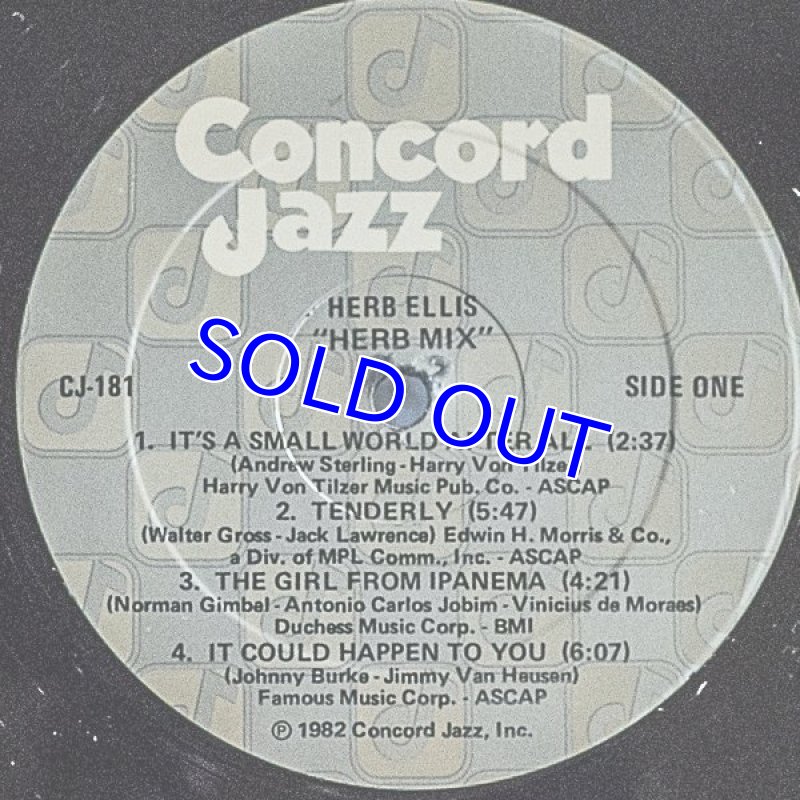 Concord
Jazz
HERB ELLIS
"HERB MIX"
CJ-181
SIDE ONE
SOLD OUT
1. IT'S A SMALL WORLD AFTER ALL (2:37)
(Andrew Sterling-Harry Von Tilzer
Harry Von Tilzer Music Pub. Co. - ASCAP
2. TENDERLY (5:47)
(Walter Gross-Jack Lawrence) Edwin H. Morris & Co.,
a Div. of MPL Comm., Inc. - ASCAP
3. THE GIRL FROM IPANEMA (4:21)
(Norman Gimbel-Antonio Carlos Jobim-Vinicius de Moraes)
Duchess Music Corp. - BMI
4. IT COULD HAPPEN TO YOU (6:07)
(Johnny Burke-Jimmy Van Heusen)
Famous Music Corp. - ASCAP
℗ 1982 Concord Jazz, Inc.